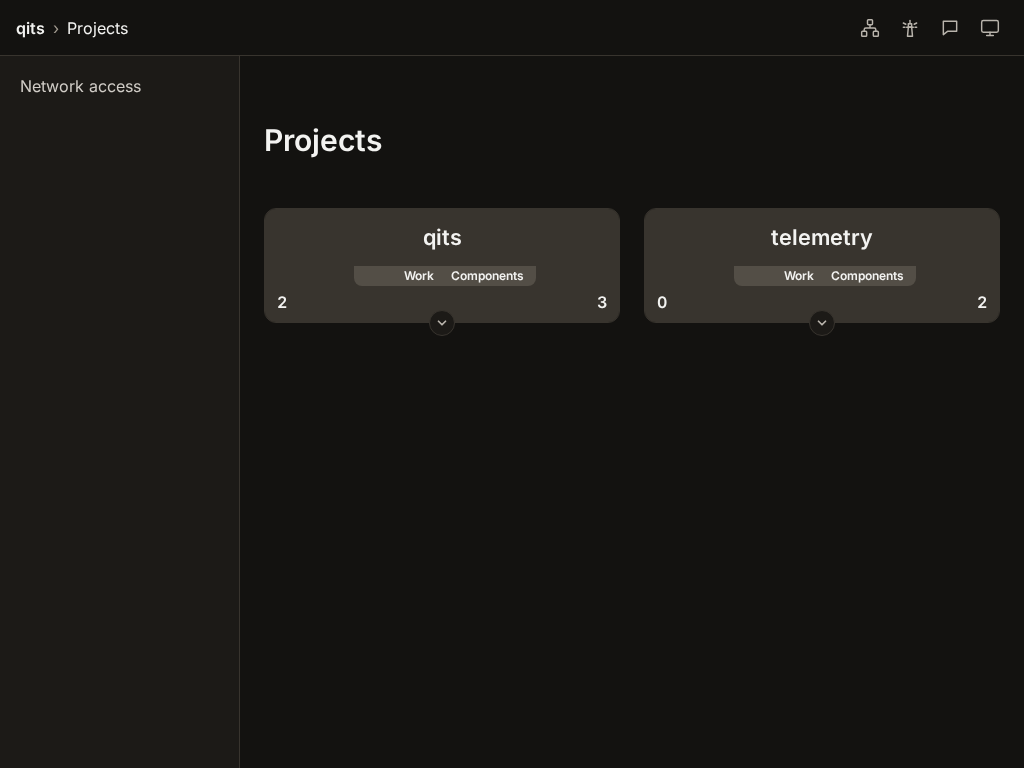 qits › Projects
Network access
Projects
qits
Work Components
2 3
telemetry
Work Components
0 2